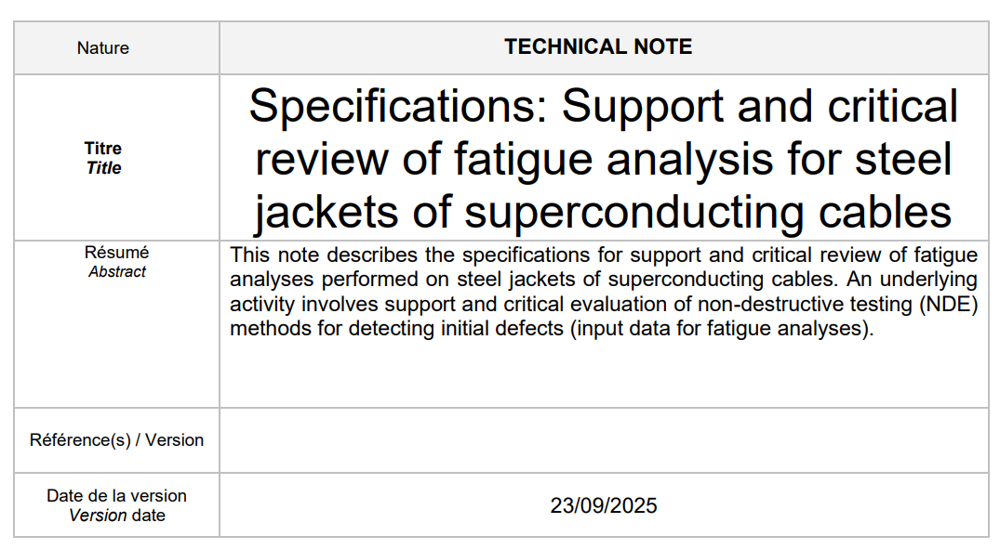 Nature
TECHNICAL NOTE
Titre
Title
Specifications: Support and critical
review of fatigue analysis for steel
jackets of superconducting cables
Résumé
Abstract
This note describes the specifications for support and critical review of fatigue
analyses performed on steel jackets of superconducting cables. An underlying
activity involves support and critical evaluation of non-destructive testing (NDE)
methods for detecting initial defects (input data for fatigue analyses).
Référence(s) / Version
Date de la version
Version date
23/09/2025